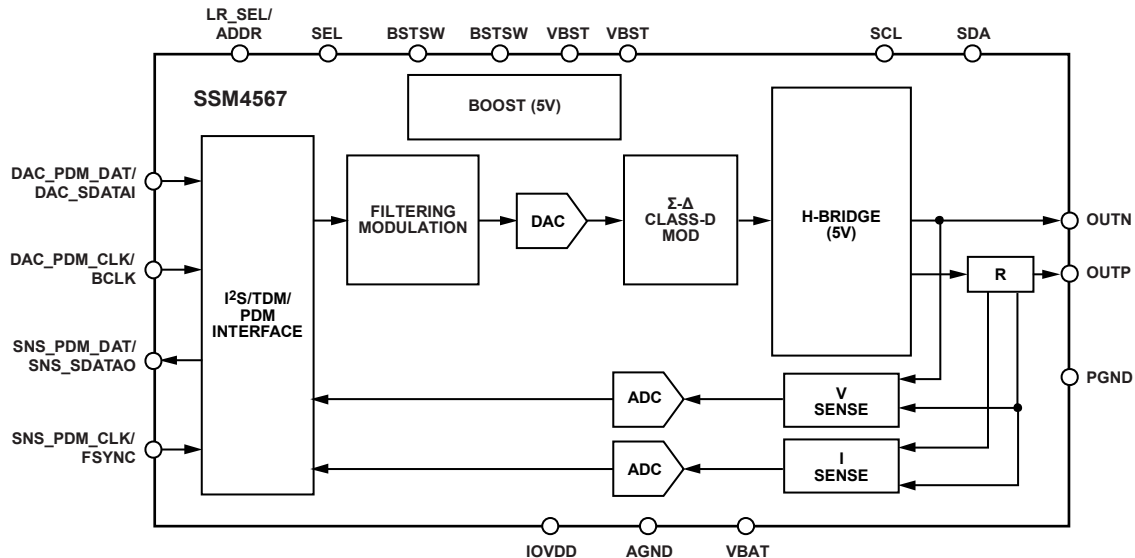 LR_SEL/
ADDR
SEL
BSTSW
BSTSW
VBST
VBST
SCL
SDA
SSM4567
BOOST (5V)
DAC_PDM_DAT/
DAC_SDATAI
FILTERING
MODULATION
DAC
Σ-Δ
CLASS-D
MOD
H-BRIDGE
(5V)
OUTN
DAC_PDM_CLK/
BCLK
R
OUTP
I²S/TDM/
PDM
INTERFACE
SNS_PDM_DAT/
SNS_SDATAO
PGND
ADC
V
SENSE
SNS_PDM_CLK/
FSYNC
ADC
I
SENSE
IOVDD
AGND
VBAT